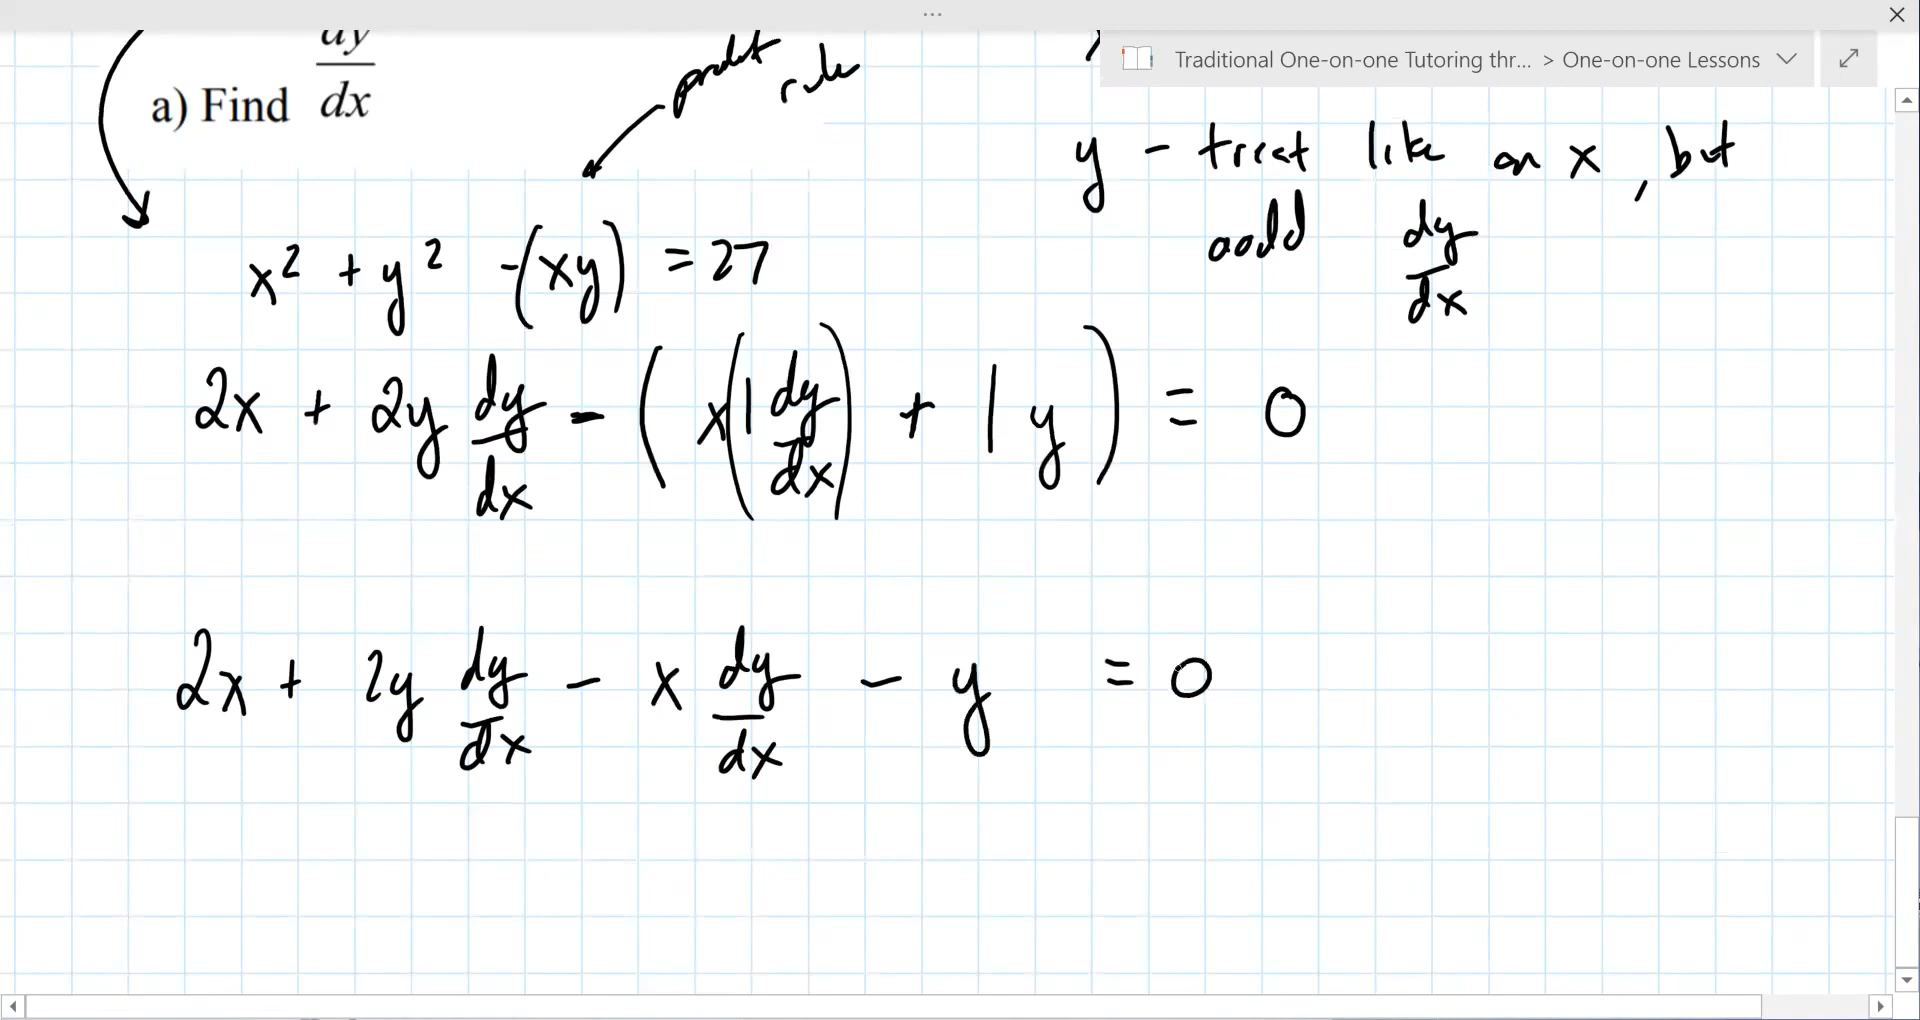 dy
a) Find dx
product rule
Traditional One-on-one Tutoring thr... > One-on-one Lessons
y - treat like an x, but
add dy/dx
x² + y² -(xy) = 27
2x + 2y dy/dx - (x(1 dy/dx) + 1y) = 0
2x + 2y dy/dx - x dy/dx - y = 0